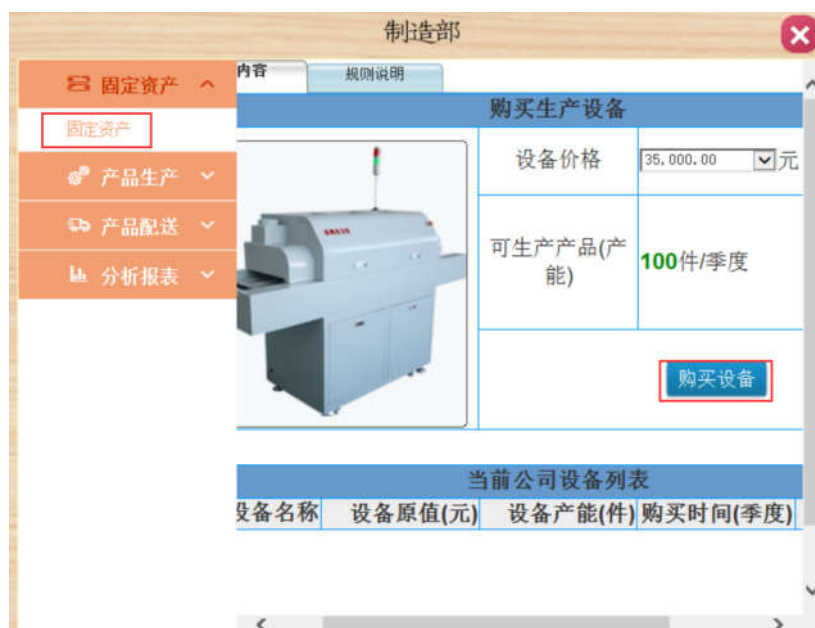 制造部
固定资产
固定资产
产品生产
产品配送
分析报表
内容
规则说明
购买生产设备
设备价格
35,000.00
元
可生产产品(产
能)
100件/季度
购买设备
当前公司设备列表
设备名称 设备原值(元) 设备产能(件) 购买时间(季度)